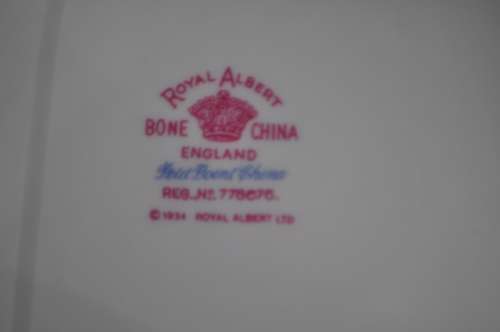 ROYAL ALBERT
BONE CHINA
ENGLAND
REG. No. 778676.
© 1934 ROYAL ALBERT LTD